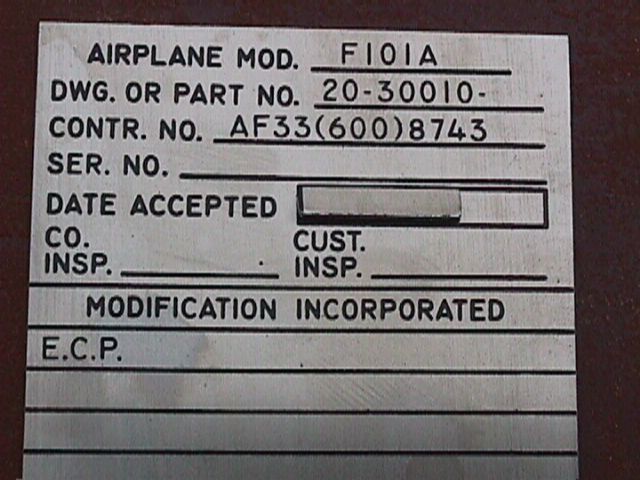 AIRPLANE MOD. F101A
DWG. OR PART NO. 20-30010-
CONTR. NO. AF33(600)8743
SER. NO.
DATE ACCEPTED
CO. INSP. CUST. INSP.
MODIFICATION INCORPORATED
E.C.P.